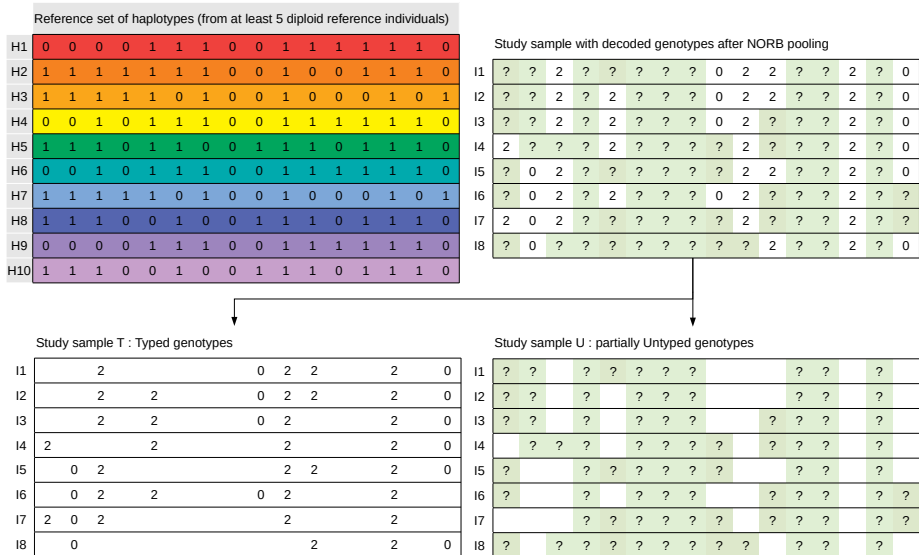 Reference set of haplotypes (from at least 5 diploid reference individuals)
H1 0 0 0 0 1 1 1 0 0 1 1 1 1 1 1 0
H2 1 1 1 1 1 1 1 0 0 1 0 0 1 1 1 0
H3 1 1 1 1 1 0 1 0 0 1 0 0 0 1 0 1
H4 0 0 1 0 1 1 1 0 0 1 1 1 1 1 1 0
H5 1 1 1 0 1 1 0 0 1 1 1 0 1 1 1 0
H6 0 0 1 0 1 1 1 0 0 1 1 1 1 1 1 0
H7 1 1 1 1 1 0 1 0 0 1 0 0 0 1 0 1
H8 1 1 1 0 0 1 0 0 1 1 1 0 1 1 1 0
H9 0 0 0 0 1 1 1 0 0 1 1 1 1 1 1 0
H10 1 1 1 0 0 1 0 0 1 1 1 0 1 1 1 0
Study sample with decoded genotypes after NORB pooling
I1 ? ? 2 ? ? ? ? ? 0 2 2 ? ? 2 ? 0
I2 ? ? 2 ? 2 ? ? ? 0 2 2 ? ? 2 ? 0
I3 ? ? 2 ? 2 ? ? ? 0 2 ? ? ? 2 ? 0
I4 2 ? ? ? 2 ? ? ? ? 2 ? ? ? 2 ? 0
I5 ? 0 2 ? ? ? ? ? ? 2 2 ? ? 2 ? 0
I6 ? 0 2 ? 2 ? ? ? 0 2 ? ? ? 2 ? ?
I7 2 0 2 ? ? ? ? ? ? 2 ? ? ? 2 ? ?
I8 ? 0 ? ? ? ? ? ? ? ? 2 ? ? 2 ? 0
Study sample T : Typed genotypes
I1 2 0 2 2 2 0
I2 2 2 0 2 2 2 0
I3 2 2 0 2 2 0
I4 2 2 2 2 0
I5 0 2 2 2 2 0
I6 0 2 2 0 2 2
I7 2 0 2 2 2
I8 0 2 2 0
Study sample U : partially Untyped genotypes
I1 ? ? ? ? ? ? ? ? ? ?
I2 ? ? ? ? ? ? ? ? ?
I3 ? ? ? ? ? ? ? ? ? ?
I4 ? ? ? ? ? ? ? ? ? ? ?
I5 ? ? ? ? ? ? ? ? ? ?
I6 ? ? ? ? ? ? ? ? ? ?
I7 ? ? ? ? ? ? ? ? ? ? ?
I8 ? ? ? ? ? ? ? ? ? ? ? ?